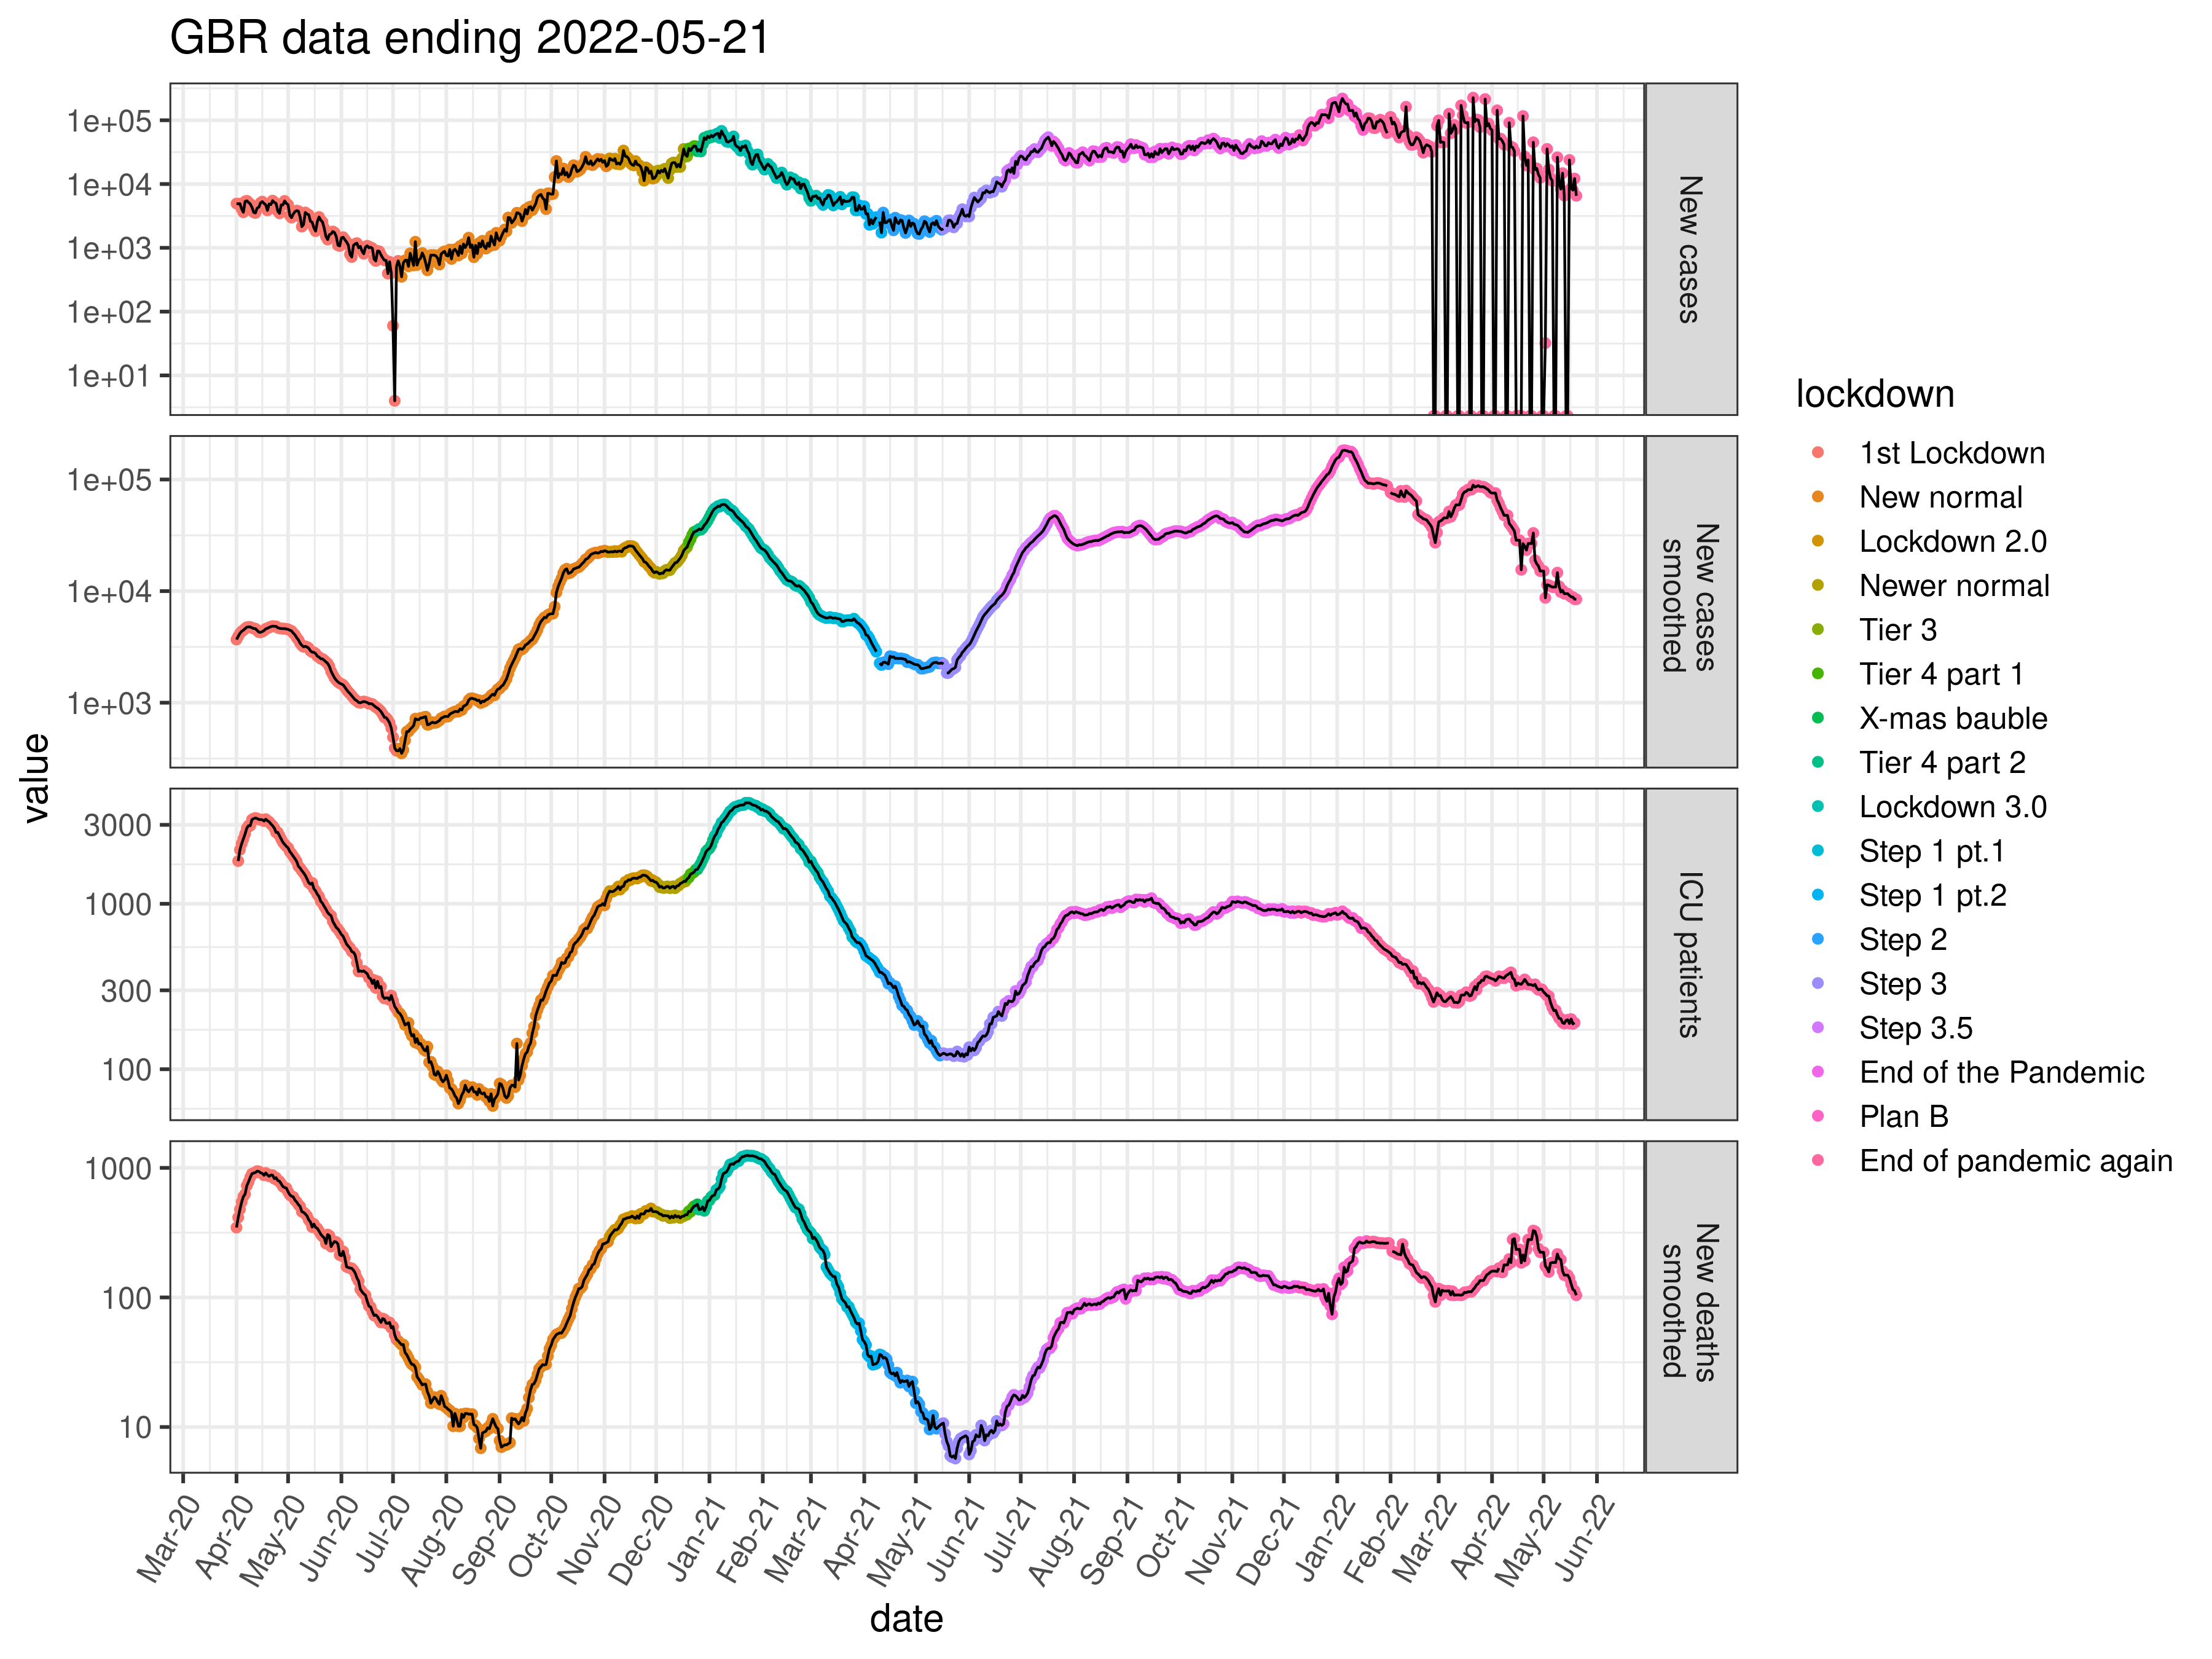 GBR data ending 2022-05-21
1e+05
1e+04
1e+03
1e+02
1e+01
New cases
1e+05
1e+04
1e+03
New cases
smoothed
3000
1000
300
100
ICU patients
1000
100
10
New deaths
smoothed
value
Mar-20
Apr-20
May-20
Jun-20
Jul-20
Aug-20
Sep-20
Oct-20
Nov-20
Dec-20
Jan-21
Feb-21
Mar-21
Apr-21
May-21
Jun-21
Jul-21
Aug-21
Sep-21
Oct-21
Nov-21
Dec-21
Jan-22
Feb-22
Mar-22
Apr-22
May-22
Jun-22
date
lockdown
1st Lockdown
New normal
Lockdown 2.0
Newer normal
Tier 3
Tier 4 part 1
X-mas bauble
Tier 4 part 2
Lockdown 3.0
Step 1 pt.1
Step 1 pt.2
Step 2
Step 3
Step 3.5
End of the Pandemic
Plan B
End of pandemic again